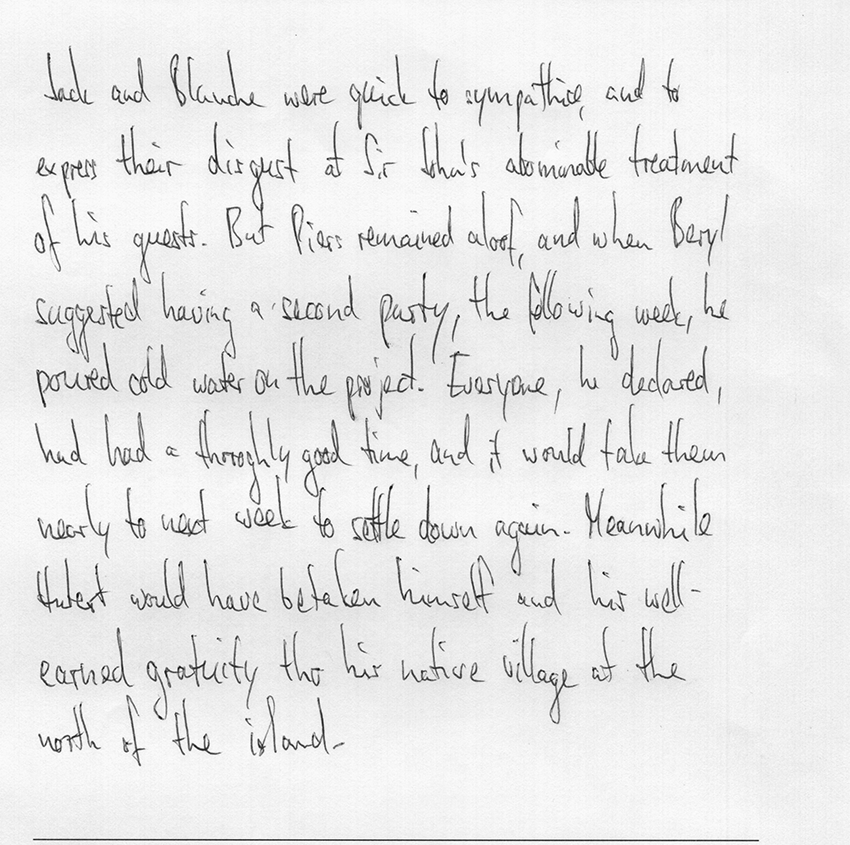 Jack and Blanche were quick to sympathise, and to
express their disgust at Sir John's abominable treatment
of his guests. But Piers remained aloof, and when Beryl
suggested having a second party, the following week, he
poured cold water on the project. Everyone, he declared,
had had a thoroghly good time, and it would take them
nearly to next week to settle down again. Meanwhile
Hubert would have betaken himself and his well-
earned gratuity tho his native village at the
north of the island.